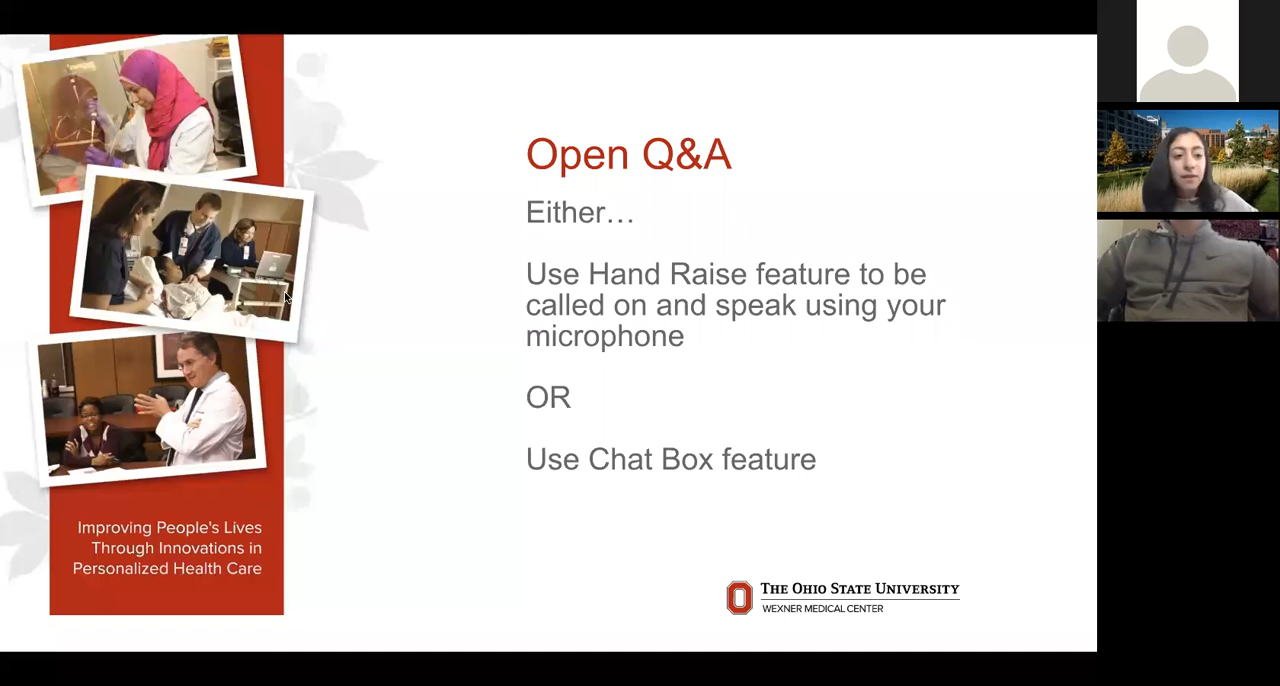 Open Q&A
Either…
Use Hand Raise feature to be
called on and speak using your
microphone
OR
Use Chat Box feature
Improving People's Lives
Through Innovations in
Personalized Health Care
THE OHIO STATE UNIVERSITY
WEXNER MEDICAL CENTER